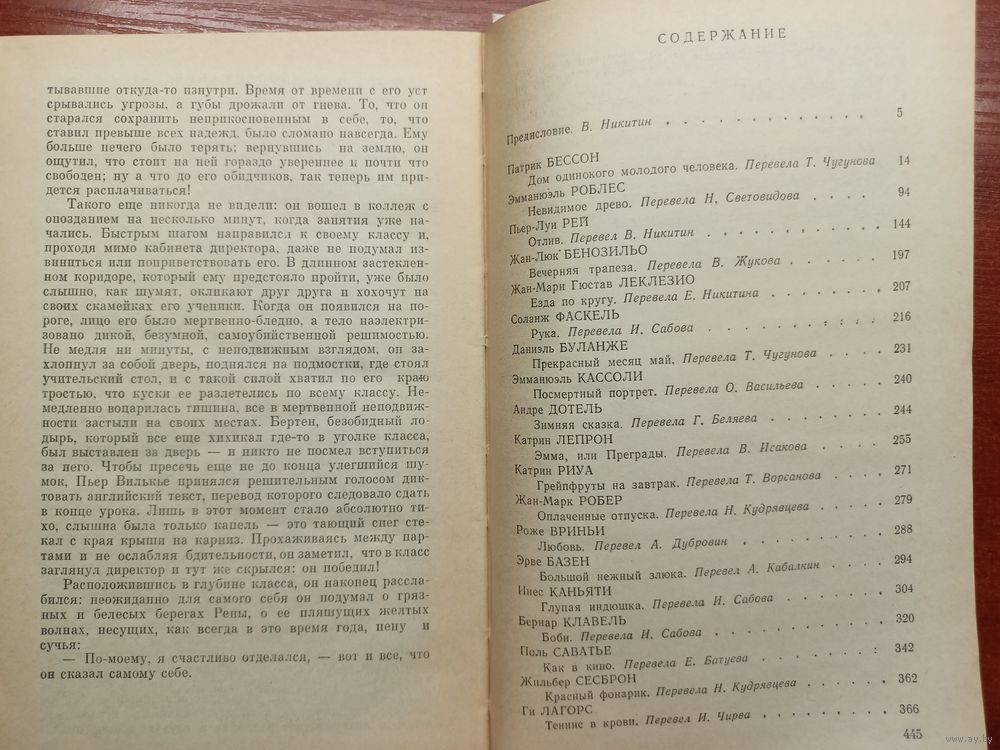 тывавшие откуда-то изнутри. Время от времени с его уст
срывались угрозы, а губы дрожали от гнева. То, что он
старался сохранить неприкосновенным в себе, то, что
ставил превыше всех надежд, было сломано навсегда. Ему
больше нечего было терять; вернувшись на землю, он
ощутил, что стоит на ней гораздо увереннее и почти что
свободен; ну а что до его обидчиков, так теперь им при-
дется расплачиваться!
Такого еще никогда не видели: он вошел в коллеж с
опозданием на несколько минут, когда занятия уже на-
чались. Быстрым шагом направился к своему классу и,
проходя мимо кабинета директора, даже не подумал из-
виниться или поприветствовать его. В длинном застеклен-
ном коридоре, который ему предстояло пройти, уже было
слышно, как шумят, окликают друг друга и хохочут на
своих скамейках его ученики. Когда он появился на по-
роге, лицо его было мертвенно-бледно, а тело наэлектри-
зовано дикой, безумной, самоубийственной решимостью.
Не медля ни минуты, с неподвижным взглядом, он за-
хлопнул за собой дверь, поднялся на подмостки, где стоял
учительский стол, и с такой силой хватил по его краю
тростью, что куски ее разлетелись по всему классу. Не-
медленно воцарилась тишина, все в мертвенной неподвиж-
ности застыли на своих местах. Бертен, безобидный ло-
дырь, который все еще хихикал где-то в уголке класса,
был выставлен за дверь — и никто не посмел вступиться
за него. Чтобы пресечь еще не до конца улегшийся шу-
мок, Пьер Вилькье принялся решительным голосом дик-
товать английский текст, перевод которого следовало сдать
в конце урока. Лишь в этот момент стало абсолютно ти-
хо, слышна была только капель — это тающий снег сте-
кал с края крыши на карниз. Прохаживаясь между пар-
тами и не ослабляя бдительности, он заметил, что в класс
заглянул директор и тут же скрылся: он победил!
Расположившись в глубине класса, он наконец рассла-
бился: неожиданно для самого себя он подумал о гряз-
ных и белесых берегах Рены, о ее пляшущих желтых
волнах, несущих, как всегда в это время года, пену и
сучья:
— По-моему, я счастливо отделался, — вот и все, что
он сказал самому себе.
СОДЕРЖАНИЕ
Предисловие. В. Никитин . . . . . . . . . . . 5
Патрик БЕССОН
Дом одинокого молодого человека. Перевела Т. Чугунова 14
Эмманюэль РОБЛЕС
Невидимое древо. Перевела Н. Световидова . . . . 94
Пьер-Луи РЕЙ
Отлив. Перевел В. Никитин . . . . . . . . . 144
Жан-Люк БЕНОЗИЛЬО
Вечерняя трапеза. Перевела В. Жукова . . . . . . 197
Жан-Мари Гюстав ЛЕКЛЕЗИО
Езда по кругу. Перевела Е. Никитина . . . . . . . 207
Соланж ФАСКЕЛЬ
Рука. Перевела И. Сабова . . . . . . . . . . 216
Даниэль БУЛАНЖЕ
Прекрасный месяц май. Перевела Т. Чугунова . . . . 231
Эмманюэль КАССОЛИ
Посмертный портрет. Перевела О. Васильева . . . . . 240
Андре ДОТЕЛЬ
Зимняя сказка. Перевела Г. Беляева . . . . . . . 244
Катрин ЛЕПРОН
Эмма, или Преграды. Перевела В. Исакова . . . . . 255
Катрин РИУА
Грейпфруты на завтрак. Перевела Т. Ворсанова . . . . 271
Жан-Марк РОБЕР
Оплаченные отпуска. Перевела Н. Кудрявцева . . . . 279
Роже ВРИНЬИ
Любовь. Перевел А. Дубровин . . . . . . . . 288
Эрве БАЗЕН
Большой нежный злюка. Перевел А. Кабалкин . . . . 294
Инес КАНЬЯТИ
Глупая индюшка. Перевела И. Сабова . . . . . . 304
Бернар КЛАВЕЛЬ
Боби. Перевела И. Сабова . . . . . . . . . . 320
Поль САВАТЬЕ
Как в кино. Перевела Е. Батуева . . . . . . . 342
Жильбер СЕСБРОН
Красный фонарик. Перевела Н. Кудрявцева . . . . . 362
Ги ЛАГОРС
Теннис в крови. Перевел И. Чирва . . . . . . . 366
445
www.ay.by